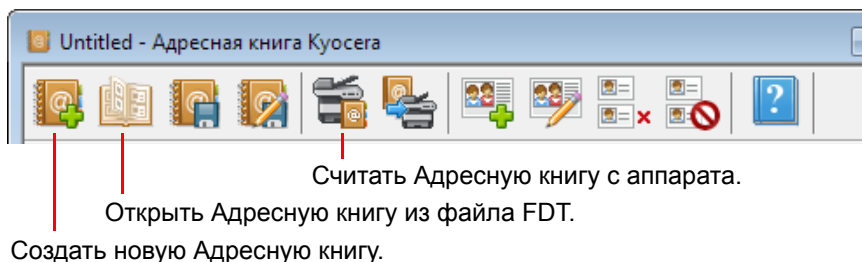 Untitled - Адресная книга Kyocera
Считать Адресную книгу с аппарата.
Открыть Адресную книгу из файла FDT.
Создать новую Адресную книгу.